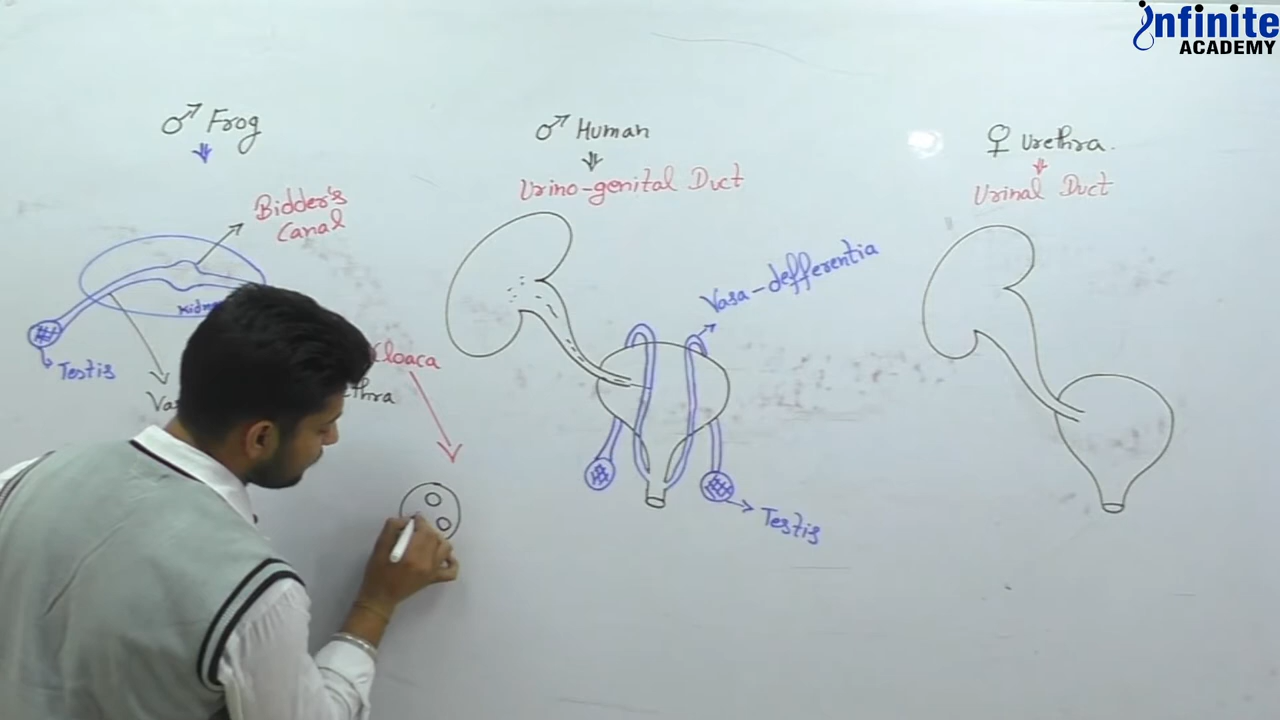 infinite
ACADEMY
♂ Frog
Bidder's
Canal
Testis
Cloaca
♂ Human
Urino-genital Duct
Vasa-defferentia
Testis
♀ Urethra.
Urinal Duct